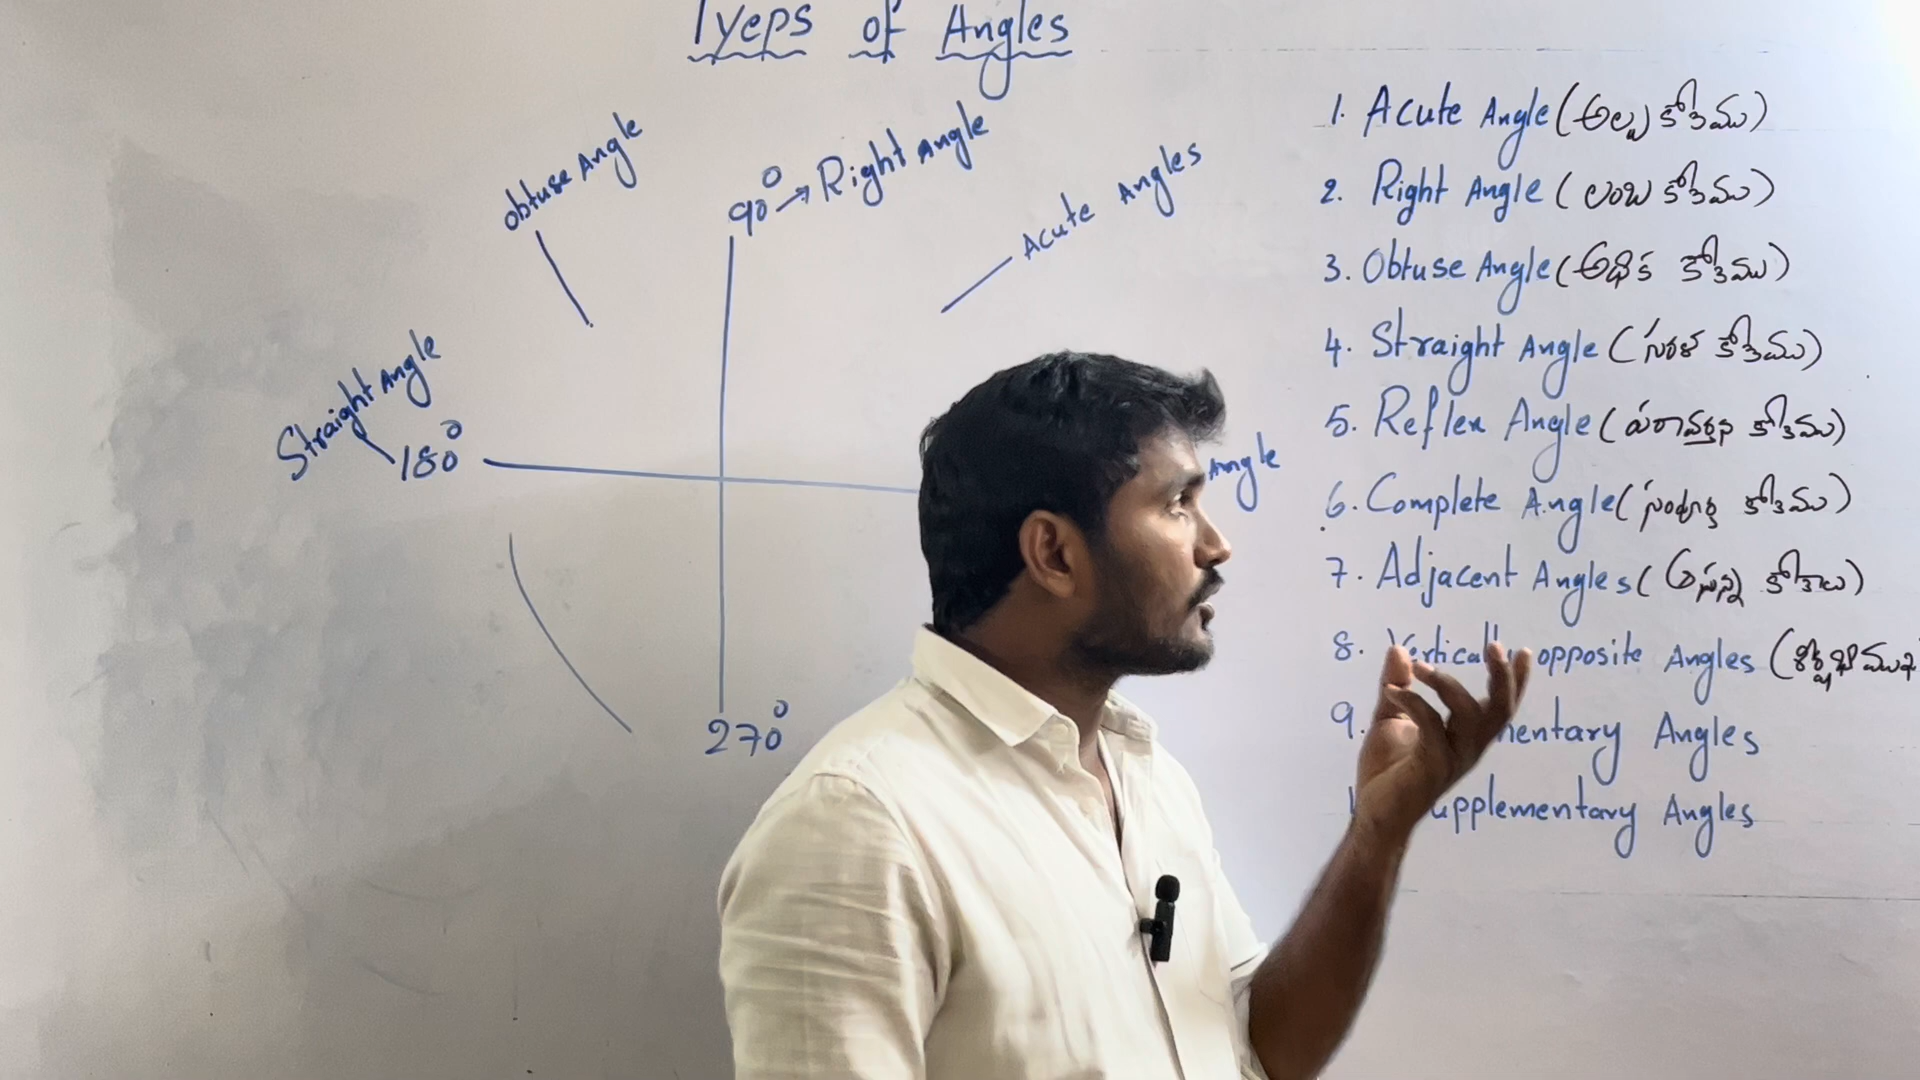 Tyeps of Angles
obtuse Angle
90° → Right Angle
Acute Angles
Straight Angle
180°
Angle
270°
1. Acute Angle (అల్ప కోణము)
2. Right Angle (లంబ కోణము)
3. Obtuse Angle (అధిక కోణము)
4. Straight Angle (సరళ కోణము)
5. Reflex Angle (పరావర్తన కోణము)
6. Complete Angle (సంపూర్ణ కోణము)
7. Adjacent Angles (ఆసన్న కోణాలు)
8. Vertically opposite Angles (
9. mentary Angles
upplementary Angles